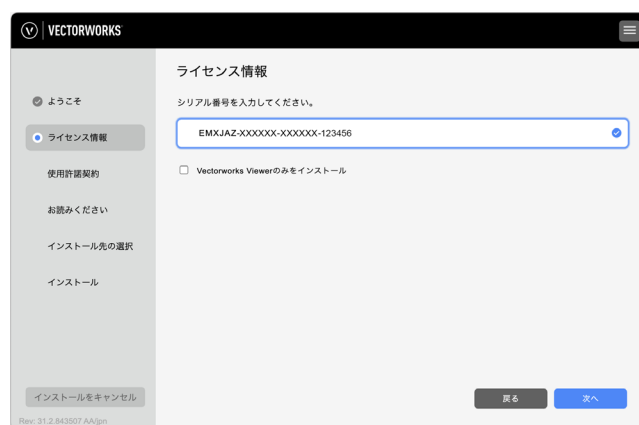 VECTORWORKS
ライセンス情報
ようこそ
シリアル番号を入力してください。
ライセンス情報
EMXJAZ-XXXXXX-XXXXXX-123456
使用許諾契約
Vectorworks Viewerのみをインストール
お読みください
インストール先の選択
インストール
インストールをキャンセル
戻る
次へ
Rev: 31.2.843507 AA/jpn